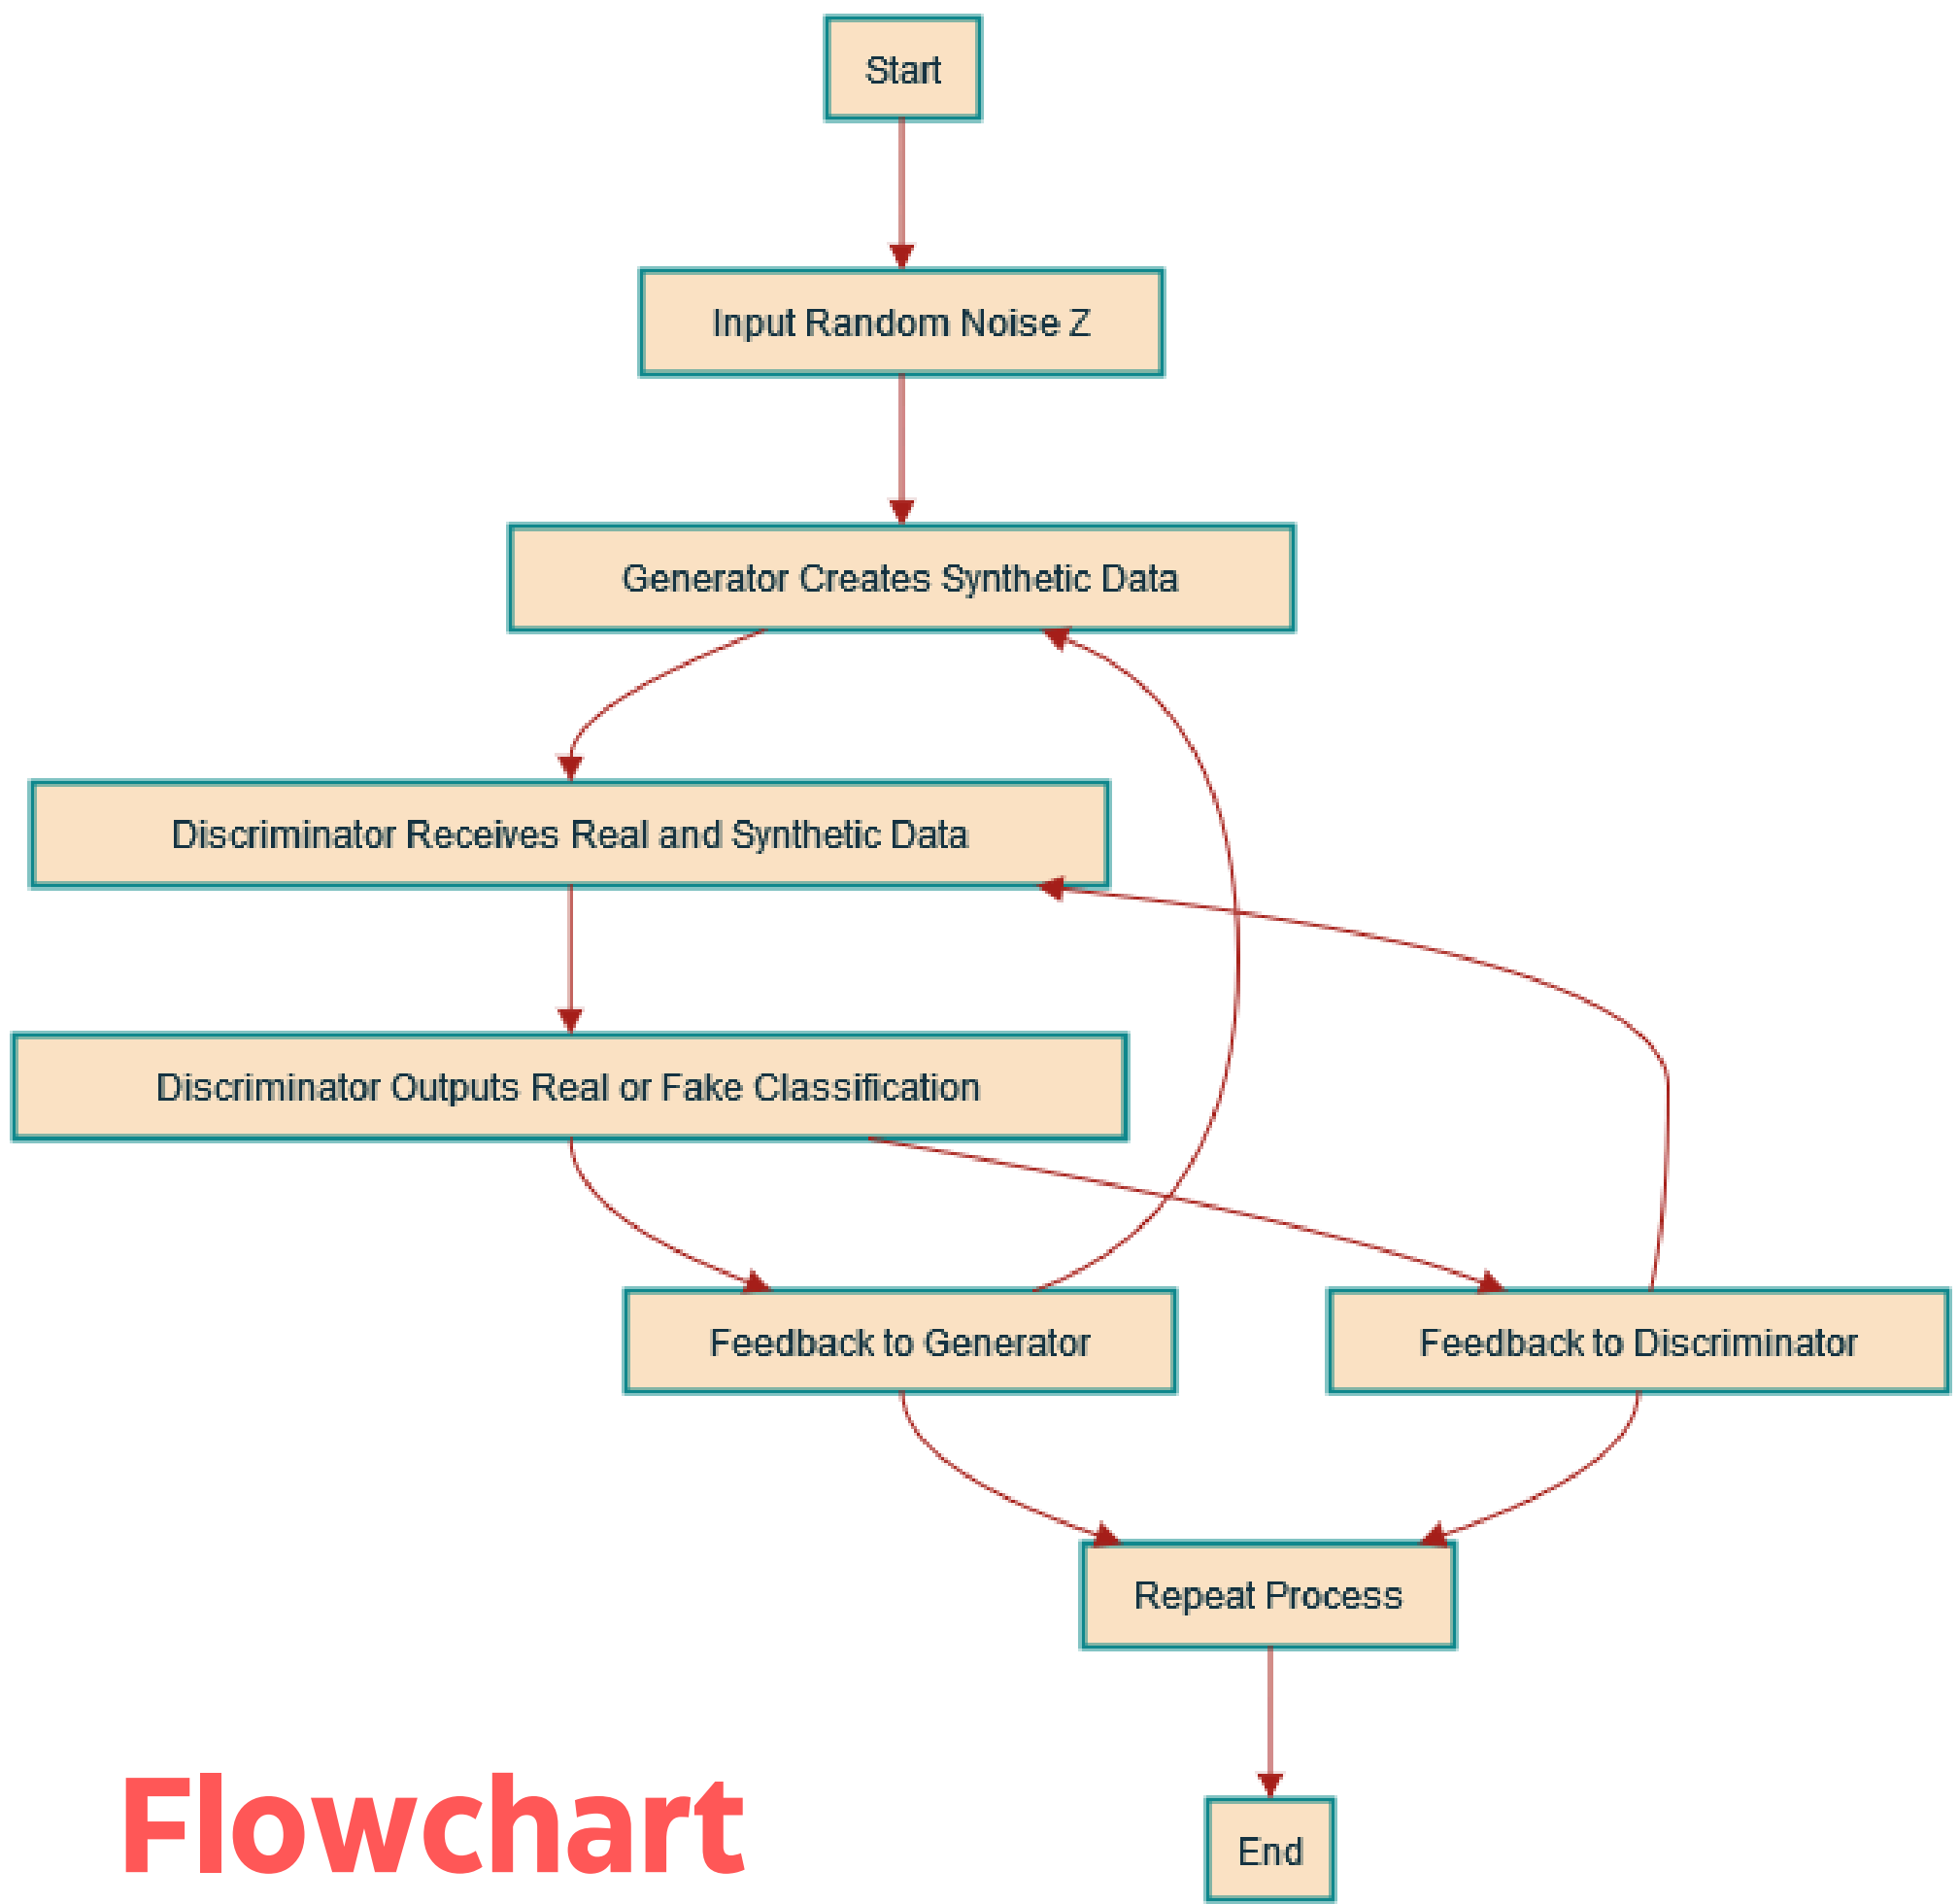 Start
Input Random Noise Z
Generator Creates Synthetic Data
Discriminator Receives Real and Synthetic Data
Discriminator Outputs Real or Fake Classification
Feedback to Generator
Feedback to Discriminator
Repeat Process
End
Flowchart